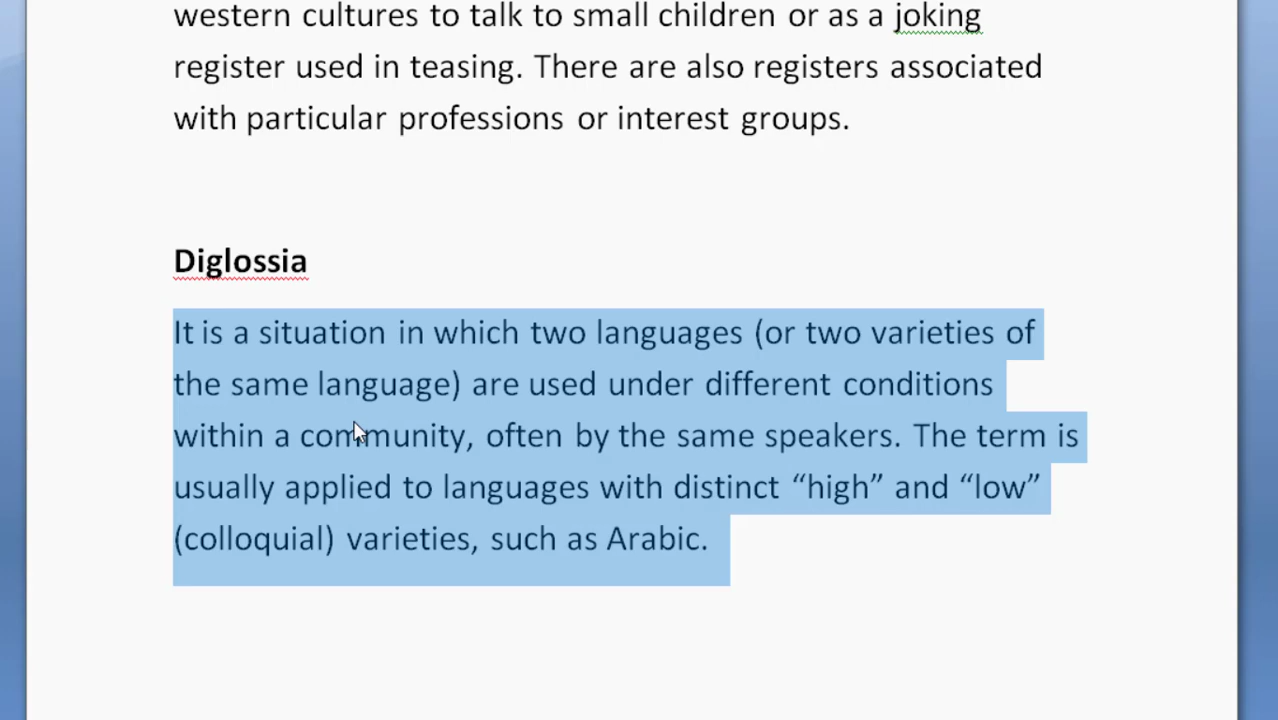 western cultures to talk to small children or as a joking
register used in teasing. There are also registers associated
with particular professions or interest groups.
Diglossia
It is a situation in which two languages (or two varieties of
the same language) are used under different conditions
within a community, often by the same speakers. The term is
usually applied to languages with distinct “high” and “low”
(colloquial) varieties, such as Arabic.